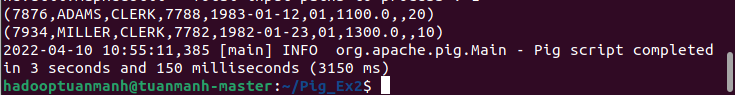 (7876,ADAMS,CLERK,7788,1983-01-12,01,1100.0,,20)
(7934,MILLER,CLERK,7782,1982-01-23,01,1300.0,,10)
2022-04-10 10:55:11,385 [main] INFO  org.apache.pig.Main - Pig script completed
in 3 seconds and 150 milliseconds (3150 ms)
hadooptuanmanh@tuanmanh-master:~/Pig_Ex2$